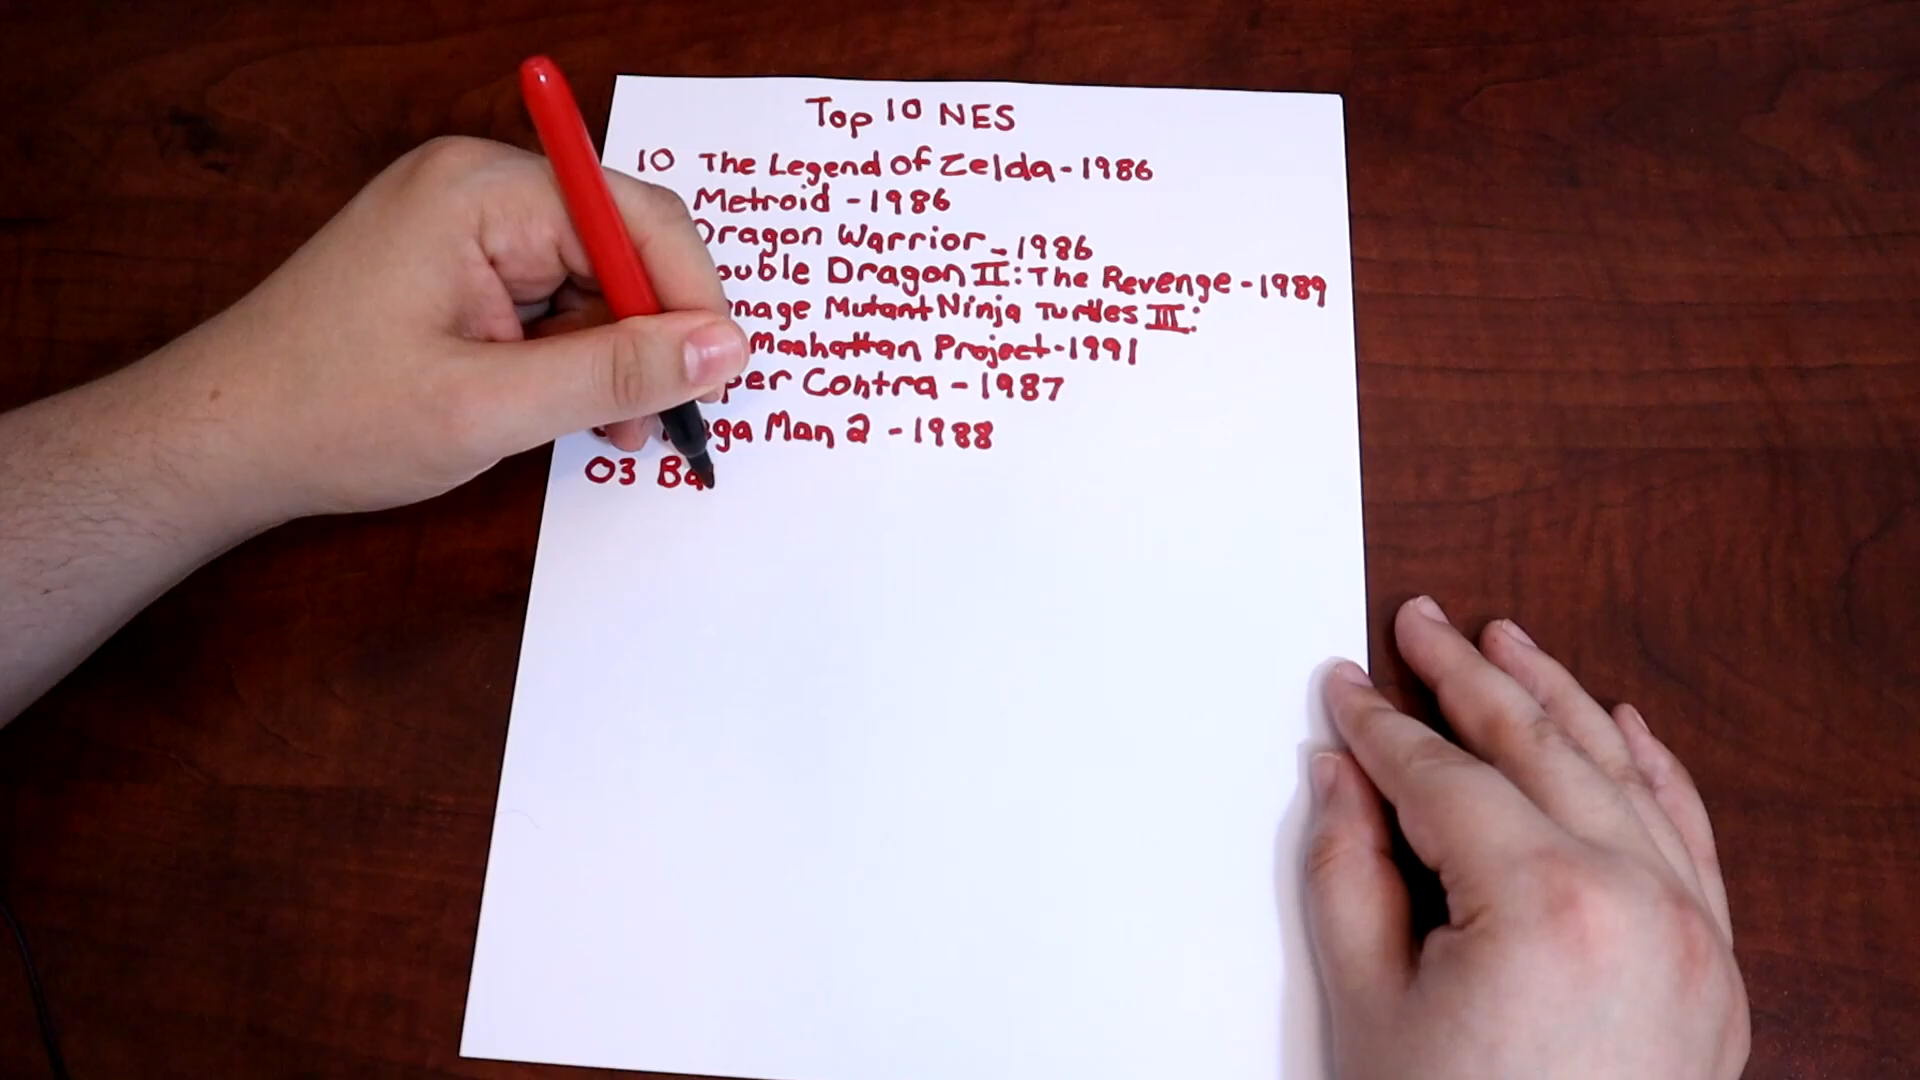 Top 10 NES
10 The Legend of Zelda - 1986
Metroid - 1986
Dragon Warrior - 1986
ouble Dragon II: The Revenge - 1989
nage Mutant Ninja Turtles III:
Manhattan Project - 1991
per Contra - 1987
ga Man 2 - 1988
03 Ba